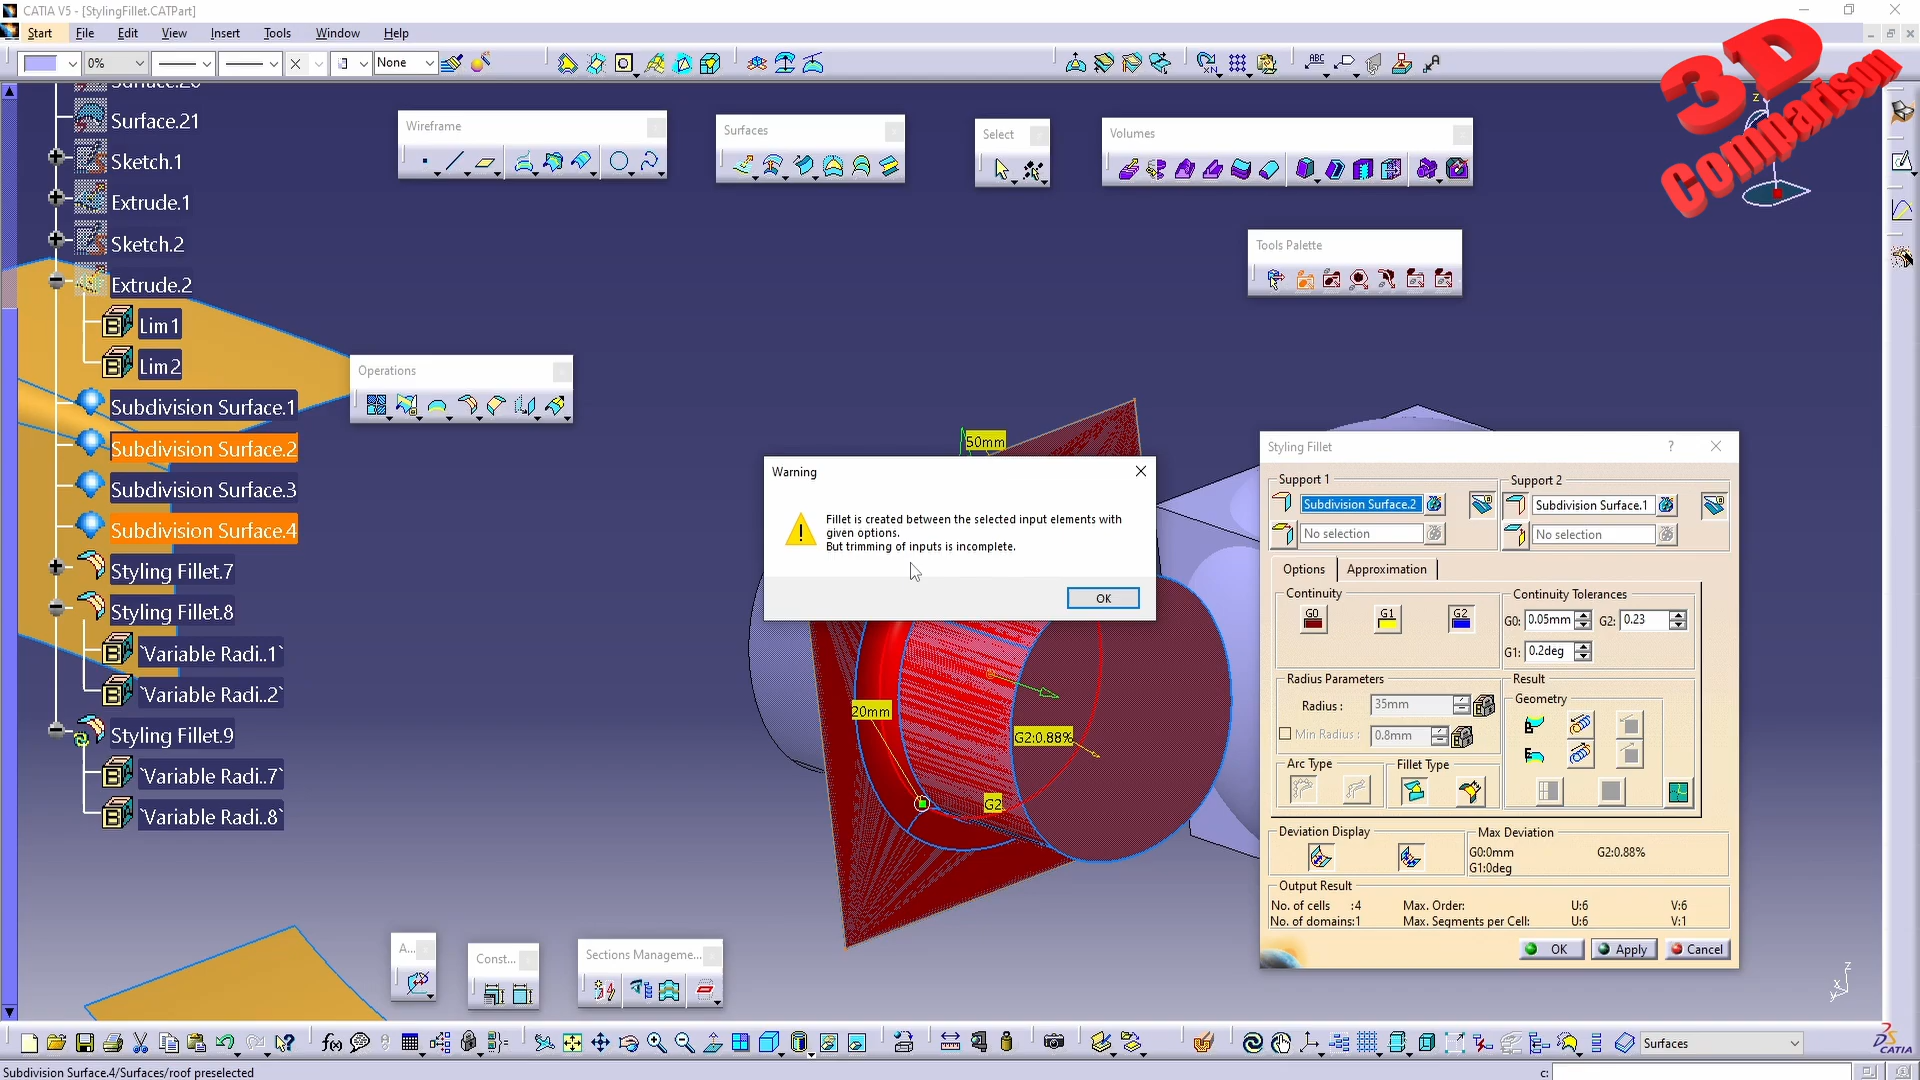 CATIA V5 - [StylingFillet.CATPart]
Start File Edit View Insert Tools Window Help
0% None
ABC
3D
Comparison
z
Surface.20
Surface.21
Sketch.1
Extrude.1
Sketch.2
Extrude.2
Lim1
Lim2
Subdivision Surface.1
Subdivision Surface.2
Subdivision Surface.3
Subdivision Surface.4
Styling Fillet.7
Styling Fillet.8
`Variable Radi..1`
`Variable Radi..2`
Styling Fillet.9
`Variable Radi..7`
`Variable Radi..8`
Wireframe
Surfaces
Select
Volumes
Tools Palette
Operations
50mm
20mm
G2:0.88%
G2
Warning
Fillet is created between the selected input elements with
given options.
But trimming of inputs is incomplete.
OK
Styling Fillet ?
Support 1 Support 2
Subdivision Surface.2 Subdivision Surface.1
No selection No selection
Options Approximation
Continuity Continuity Tolerances
G0 G1 G2
G0: 0.05mm G2: 0.23
G1: 0.2deg
Radius Parameters Result
Radius : 35mm Geometry
Min Radius : 0.8mm
Arc Type Fillet Type
Deviation Display Max Deviation
G0:0mm G2:0.88%
G1:0deg
Output Result
No. of cells :4 Max. Order: U:6 V:6
No. of domains:1 Max. Segments per Cell: U:6 V:1
OK Apply Cancel
A... Const... Sections Manageme...
z
x
y
f(x)
Surfaces
CATIA
Subdivision Surface.4/Surfaces/roof preselected
c: